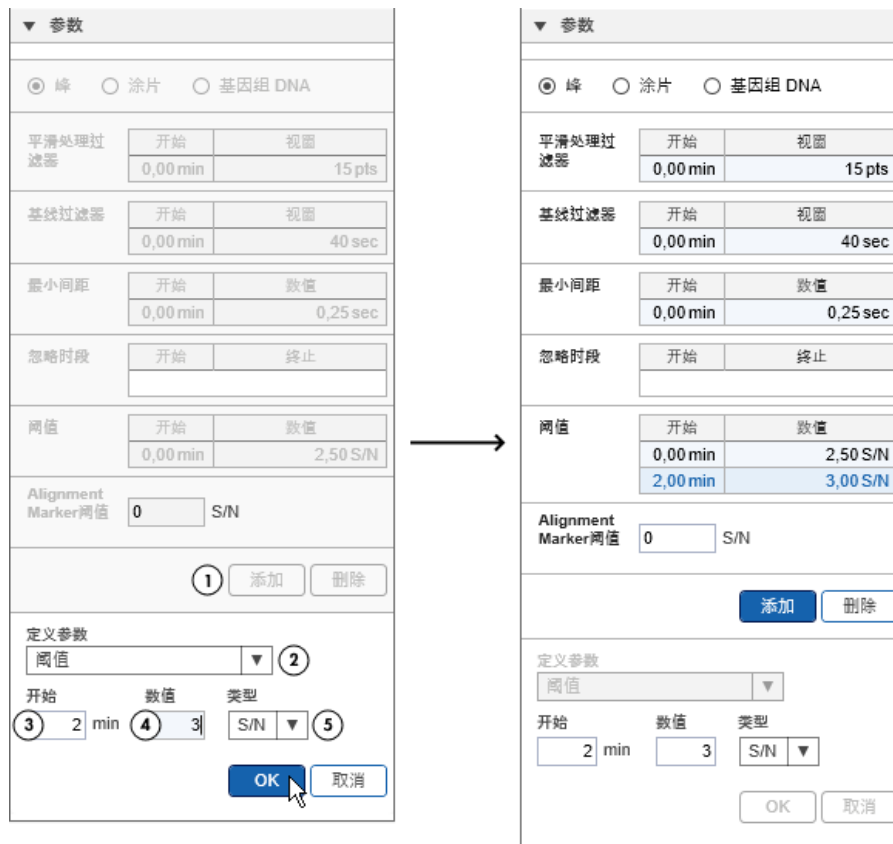 ▼ 参数
峰 涂片 基因组 DNA
平滑处理过滤器
开始 视图
0,00 min 15 pts
基线过滤器
开始 视图
0,00 min 40 sec
最小间距
开始 数值
0,00 min 0,25 sec
忽略时段
开始 终止
阈值
开始 数值
0,00 min 2,50 S/N
Alignment
Marker阈值 0 S/N
1 添加 删除
定义参数
阈值 ▼ 2
开始 数值 类型
3 2 min 4 3 S/N ▼ 5
OK 取消
▼ 参数
峰 涂片 基因组 DNA
平滑处理过滤器
开始 视图
0,00 min 15 pts
基线过滤器
开始 视图
0,00 min 40 sec
最小间距
开始 数值
0,00 min 0,25 sec
忽略时段
开始 终止
阈值
开始 数值
0,00 min 2,50 S/N
2,00 min 3,00 S/N
Alignment
Marker阈值 0 S/N
添加 删除
定义参数
阈值 ▼
开始 数值 类型
2 min 3 S/N ▼
OK 取消